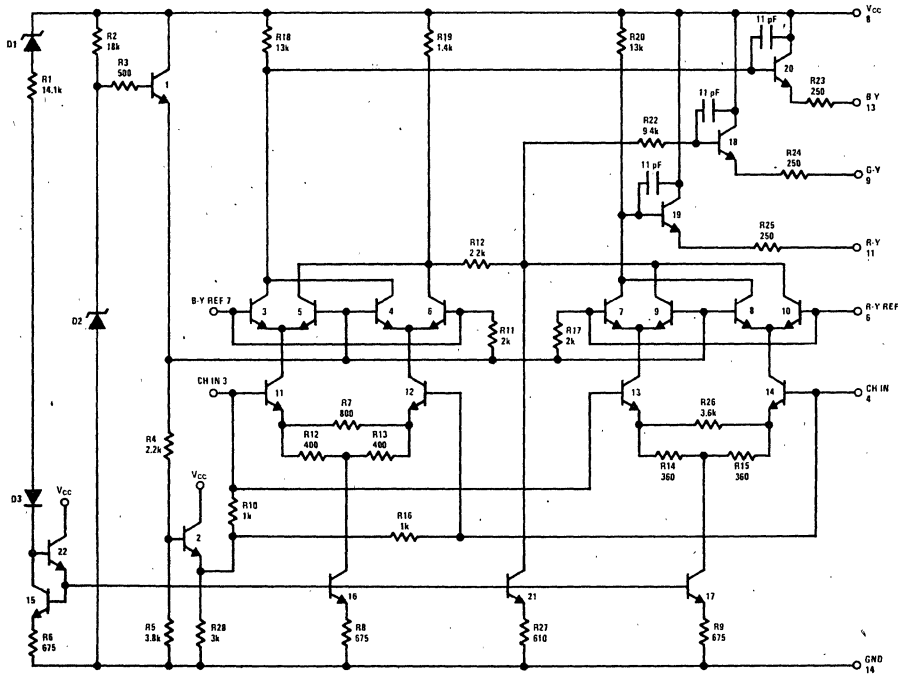 VCC
8
D1
R2
18k
R18
13k
R19
1.4k
R20
13k
11 pF
R3
500
1
20
R1
14.1k
R23
250
B Y
13
11 pF
R22
9.4k
18
R24
250
G-Y
9
11 pF
19
R25
250
R-Y
11
R12
2.2k
B-Y REF 7
3
5
4
6
7
9
8
10
R-Y REF
6
D2
R11
2k
R17
2k
CH IN 3
11
12
13
14
CH IN
4
R7
800
R26
3.6k
R12
400
R13
400
R4
2.2k
R14
360
R15
360
D3
VCC
VCC
R10
1k
R16
1k
22
2
15
16
21
17
R6
675
R5
3.8k
R28
3k
R8
675
R27
610
R9
675
GND
14